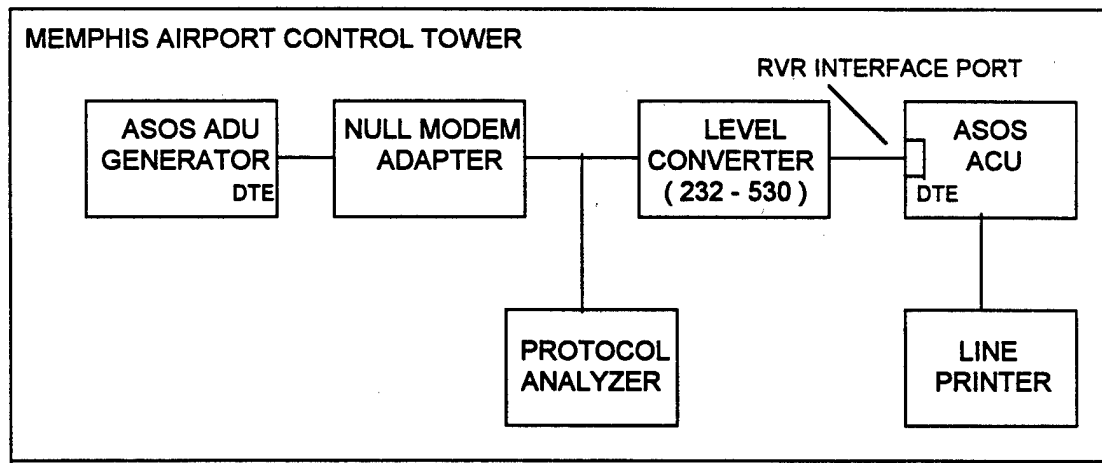 MEMPHIS AIRPORT CONTROL TOWER
RVR INTERFACE PORT
ASOS ADU
GENERATOR
DTE
NULL MODEM
ADAPTER
LEVEL
CONVERTER
( 232 - 530 )
ASOS
ACU
DTE
PROTOCOL
ANALYZER
LINE
PRINTER